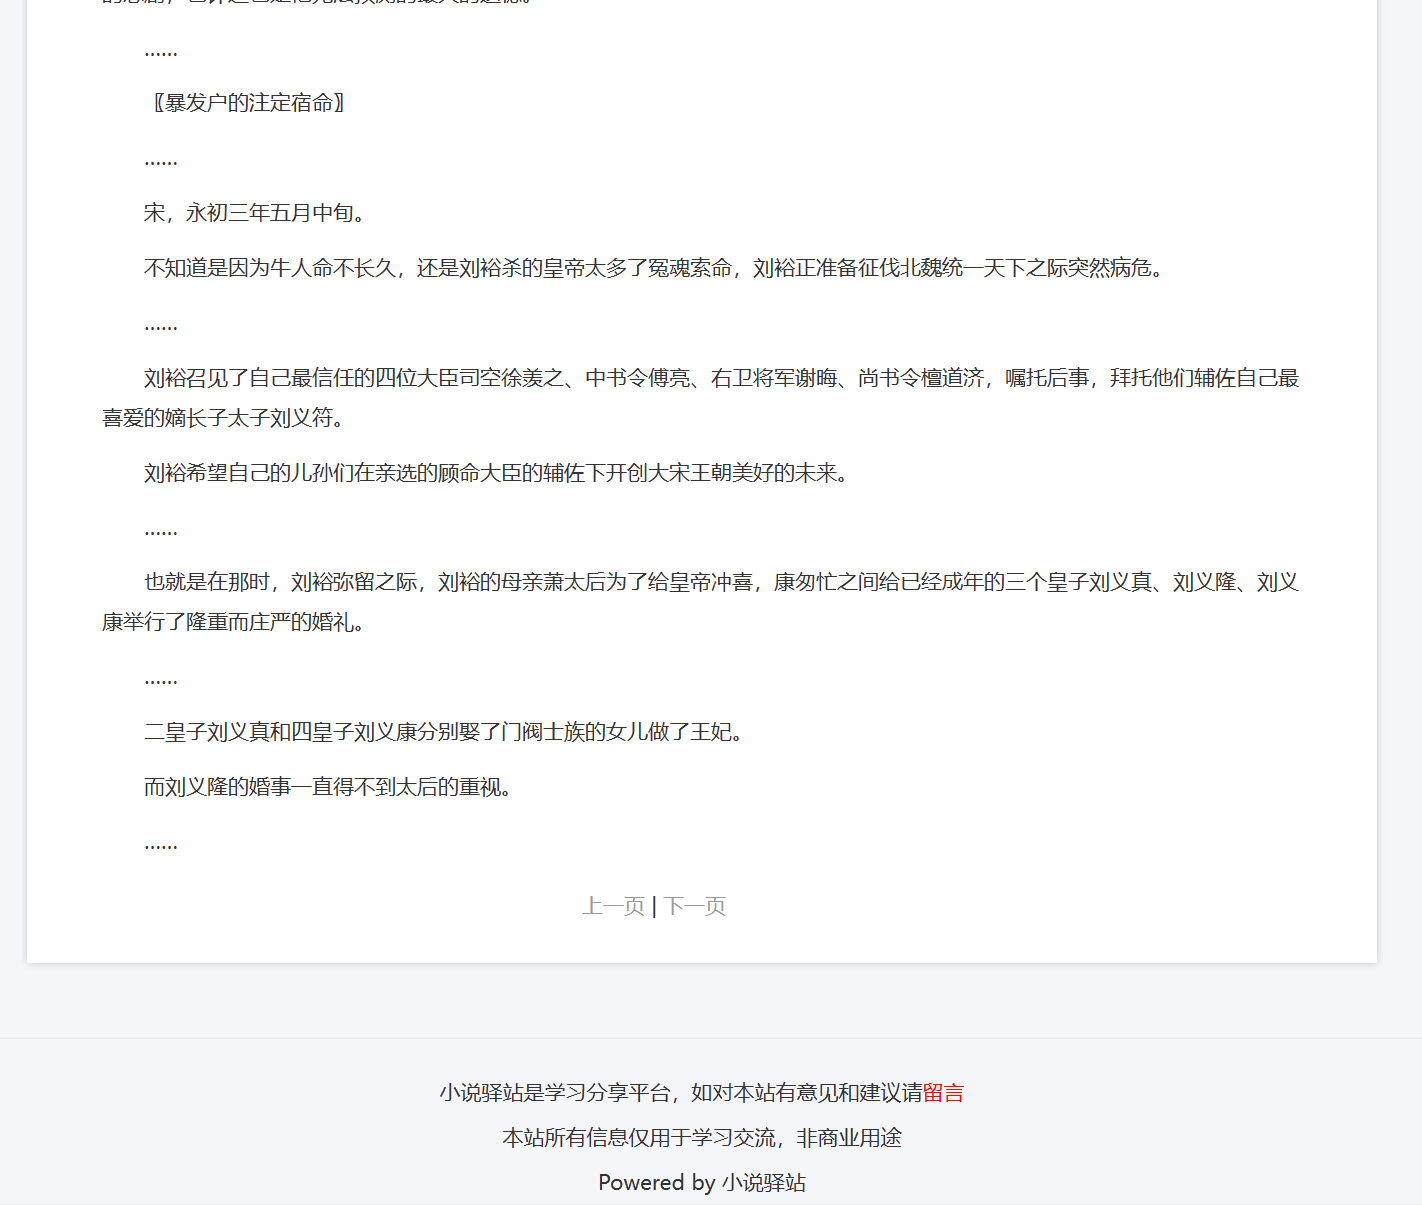 ......
〖暴发户的注定宿命〗
......
宋，永初三年五月中旬。
不知道是因为牛人命不长久，还是刘裕杀的皇帝太多了冤魂索命，刘裕正准备征伐北魏统一天下之际突然病危。
......
刘裕召见了自己最信任的四位大臣司空徐羡之、中书令傅亮、右卫将军谢晦、尚书令檀道济，嘱托后事，拜托他们辅佐自己最
喜爱的嫡长子太子刘义符。
刘裕希望自己的儿孙们在亲选的顾命大臣的辅佐下开创大宋王朝美好的未来。
......
也就是在那时，刘裕弥留之际，刘裕的母亲萧太后为了给皇帝冲喜，康匆忙之间给已经成年的三个皇子刘义真、刘义隆、刘义
康举行了隆重而庄严的婚礼。
......
二皇子刘义真和四皇子刘义康分别娶了门阀士族的女儿做了王妃。
而刘义隆的婚事一直得不到太后的重视。
......
上一页 | 下一页
小说驿站是学习分享平台，如对本站有意见和建议请留言
本站所有信息仅用于学习交流，非商业用途
Powered by 小说驿站